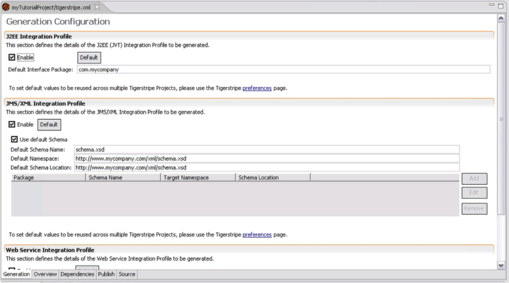 myTutorialProject/tigerstripe.xml
Generation Configuration
J2EE Integration Profile
This section defines the details of the J2EE (JVT) Integration Profile to be generated.
Enable Default
Default Interface Package: com.mycompany
To set default values to be reused across multiple Tigerstripe Projects, please use the Tigerstripe preferences page.
JMS/XML Integration Profile
This section defines the details of the JMS/XML Integration Profile to be generated.
Enable Default
Use default Schema
Default Schema Name: schema.xsd
Default Namespace: http://www.mycompany.com/xml/schema.xsd
Default Schema Location: http://www.mycompany.com/xml/schema.xsd
Package Schema Name Target Namespace Schema Location
Add
Edit
Remove
To set default values to be reused across multiple Tigerstripe Projects, please use the Tigerstripe preferences page.
Web Service Integration Profile
This section defines the details of the Web Service Integration Profile to be generated.
Generation Overview Dependencies Publish Source